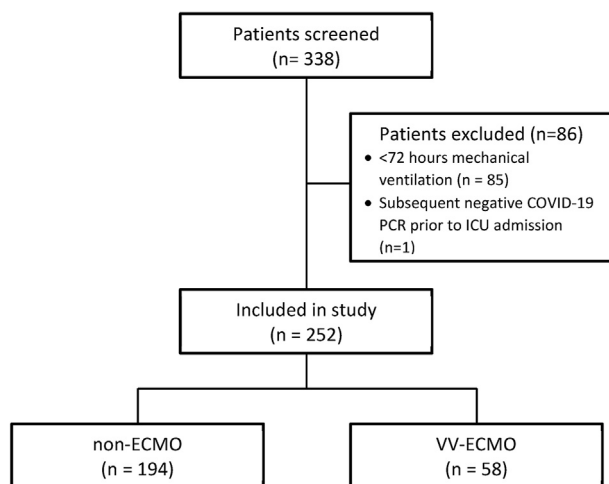 Patients screened
(n= 338)
Patients excluded (n=86)
• <72 hours mechanical
ventilation (n = 85)
• Subsequent negative COVID-19
PCR prior to ICU admission
(n=1)
Included in study
(n = 252)
non-ECMO
(n = 194)
VV-ECMO
(n = 58)